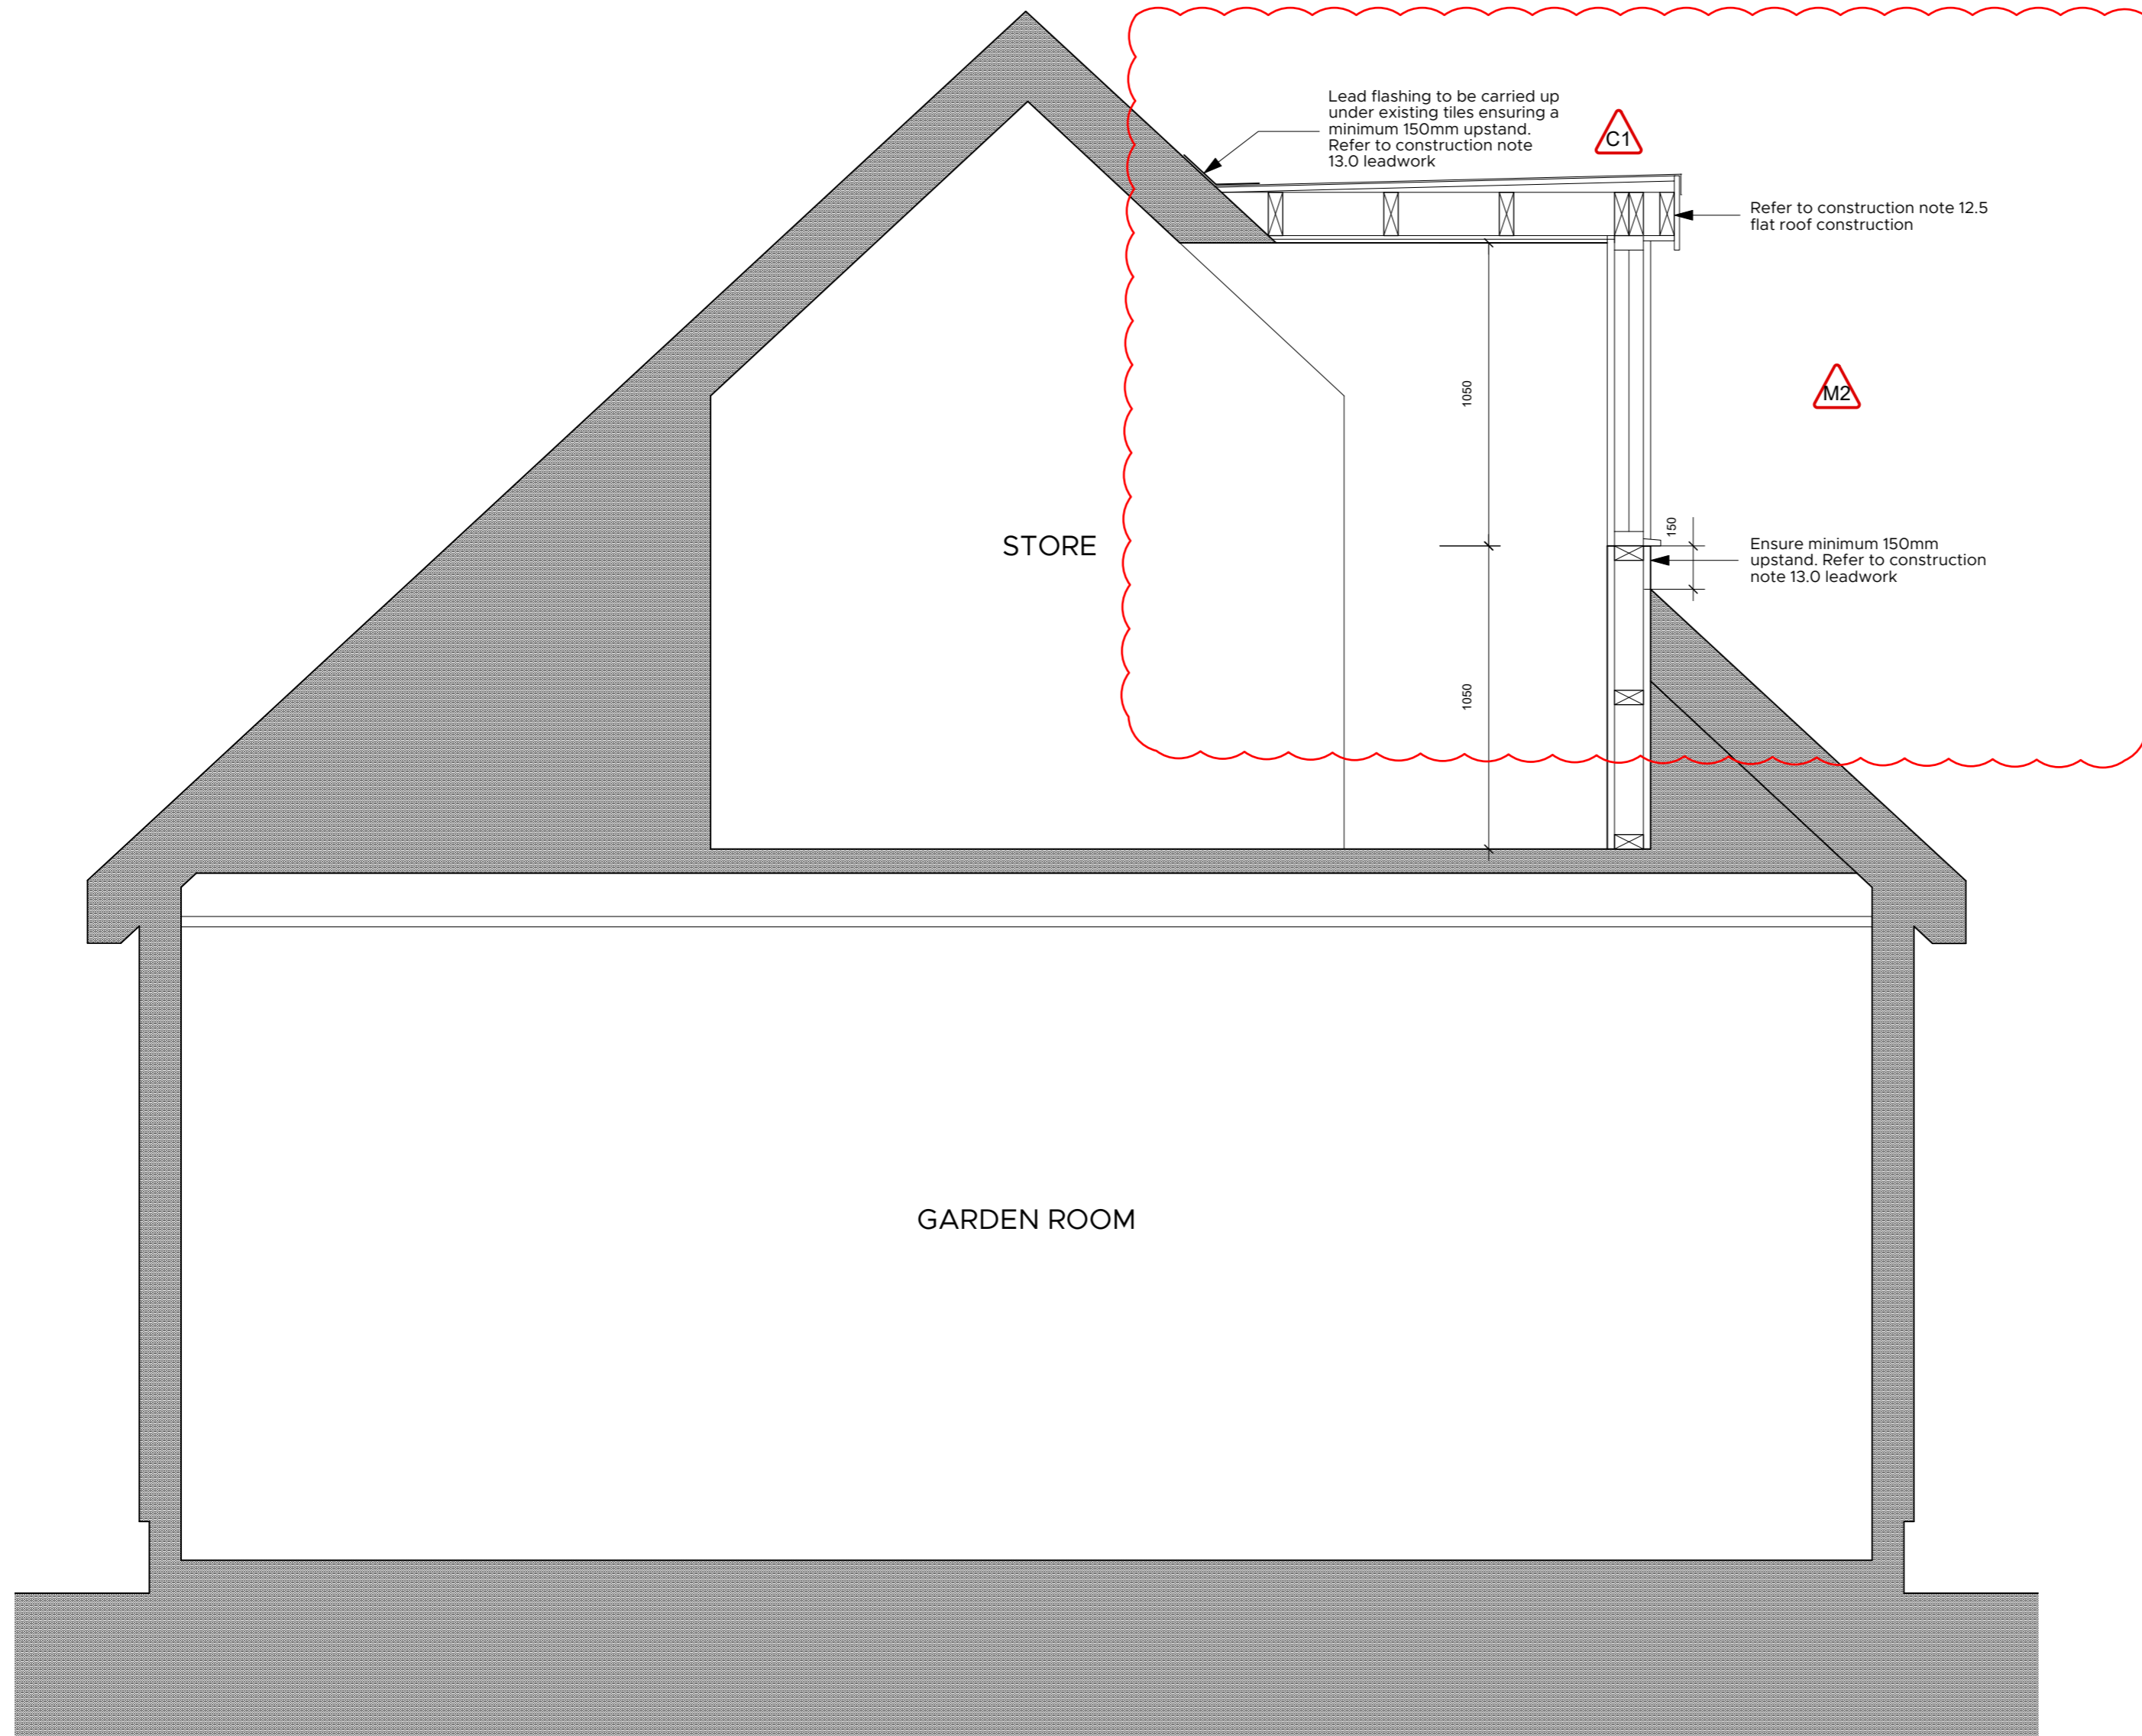 Lead flashing to be carried up
under existing tiles ensuring a
minimum 150mm upstand.
Refer to construction note
13.0 leadwork
C1
Refer to construction note 12.5
flat roof construction
1050
M2
STORE
150
Ensure minimum 150mm
upstand. Refer to construction
note 13.0 leadwork
1050
GARDEN ROOM